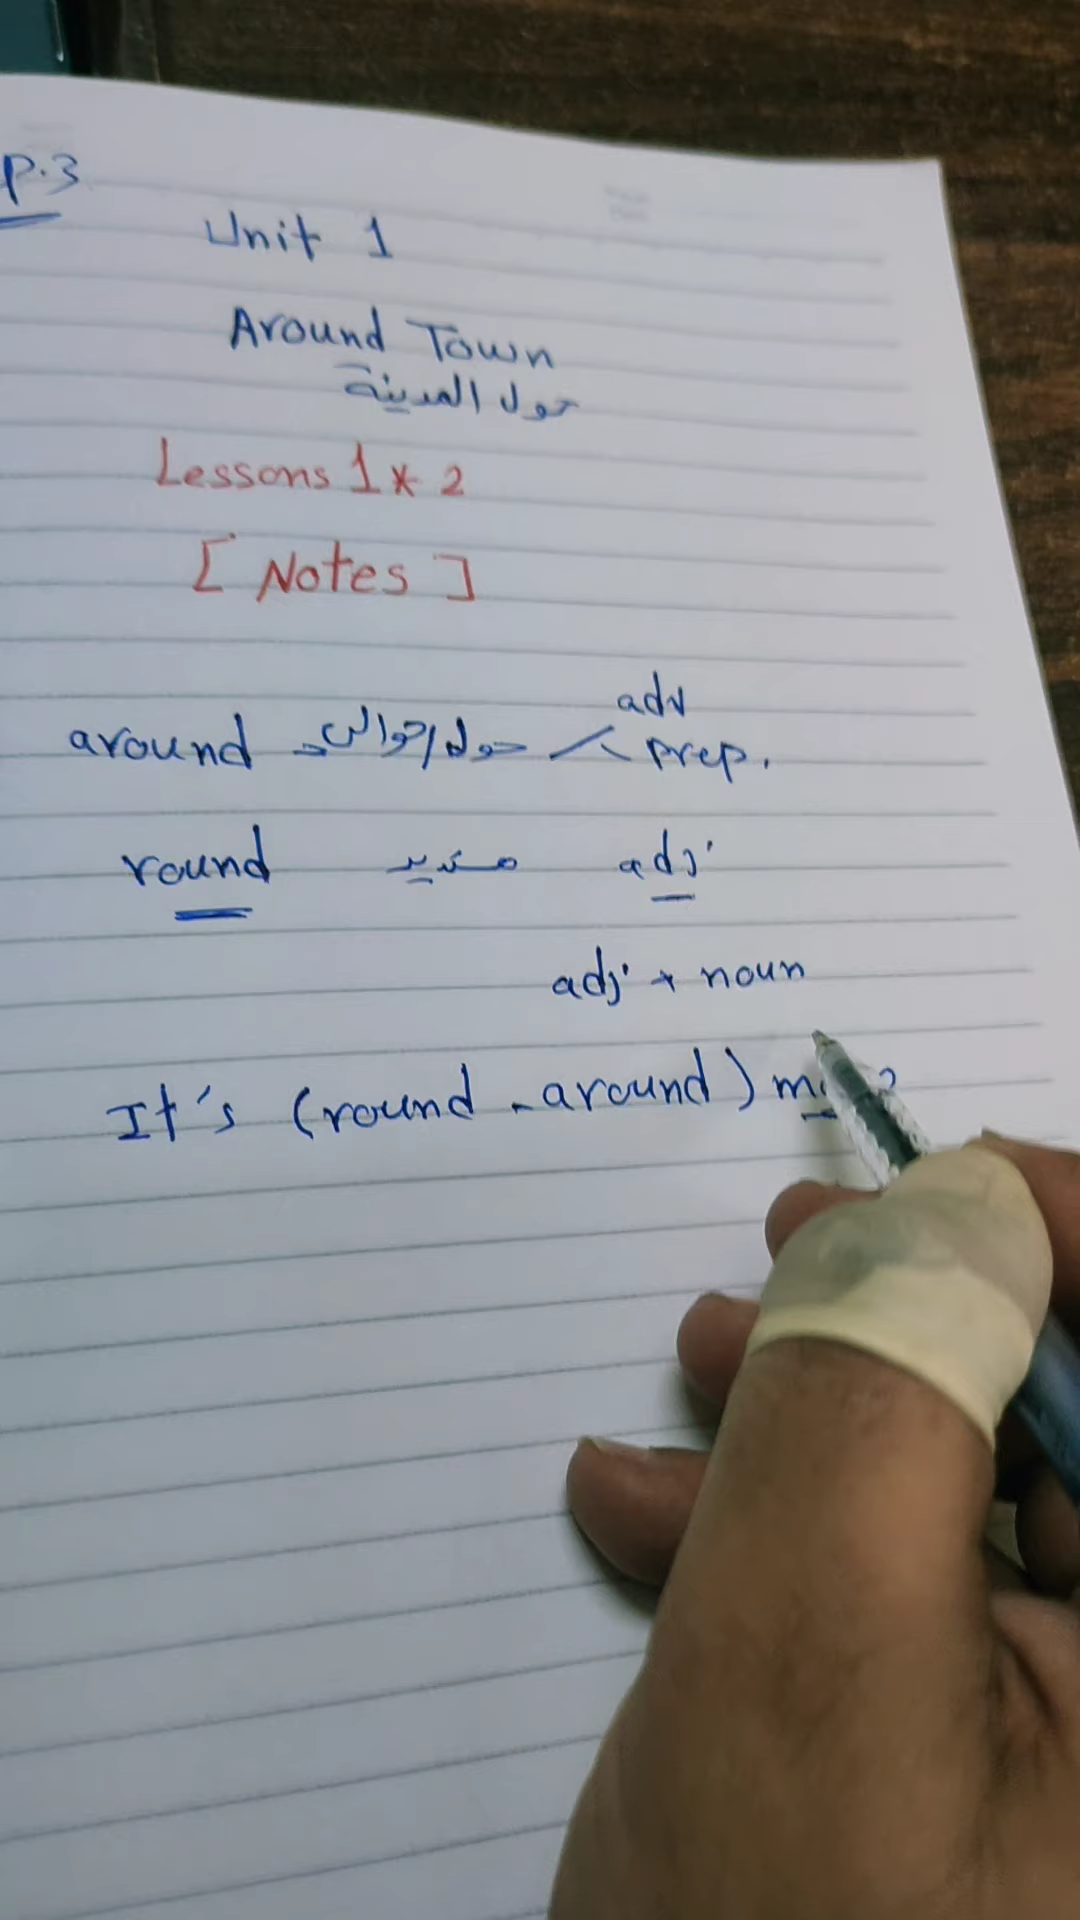 P.3
Unit 1
Around Town
حول المدينة
Lessons 1 * 2
[ Notes ]
around حول / حوالى adv prep.
round مستدير adj
adj + noun
It's (round - around)